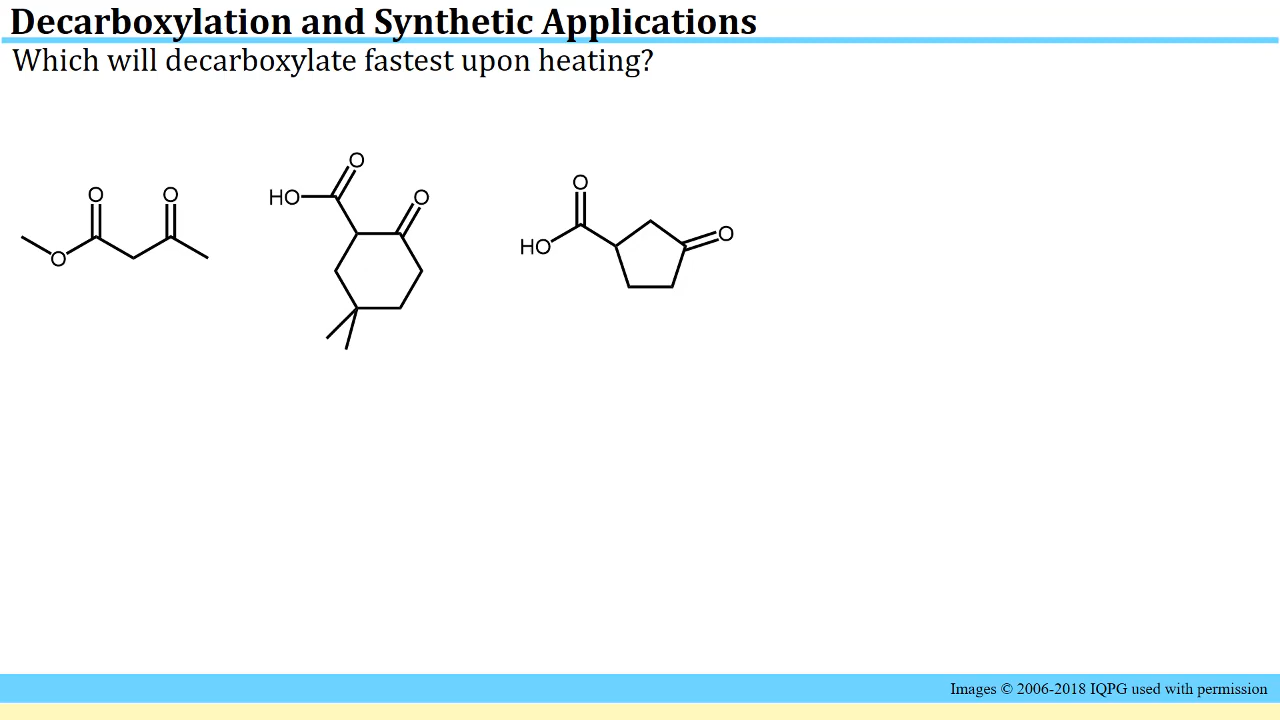 Decarboxylation and Synthetic Applications
Which will decarboxylate fastest upon heating?
O
O
O
O
O
HO
O
O
HO
O
Images © 2006-2018 IQPG used with permission